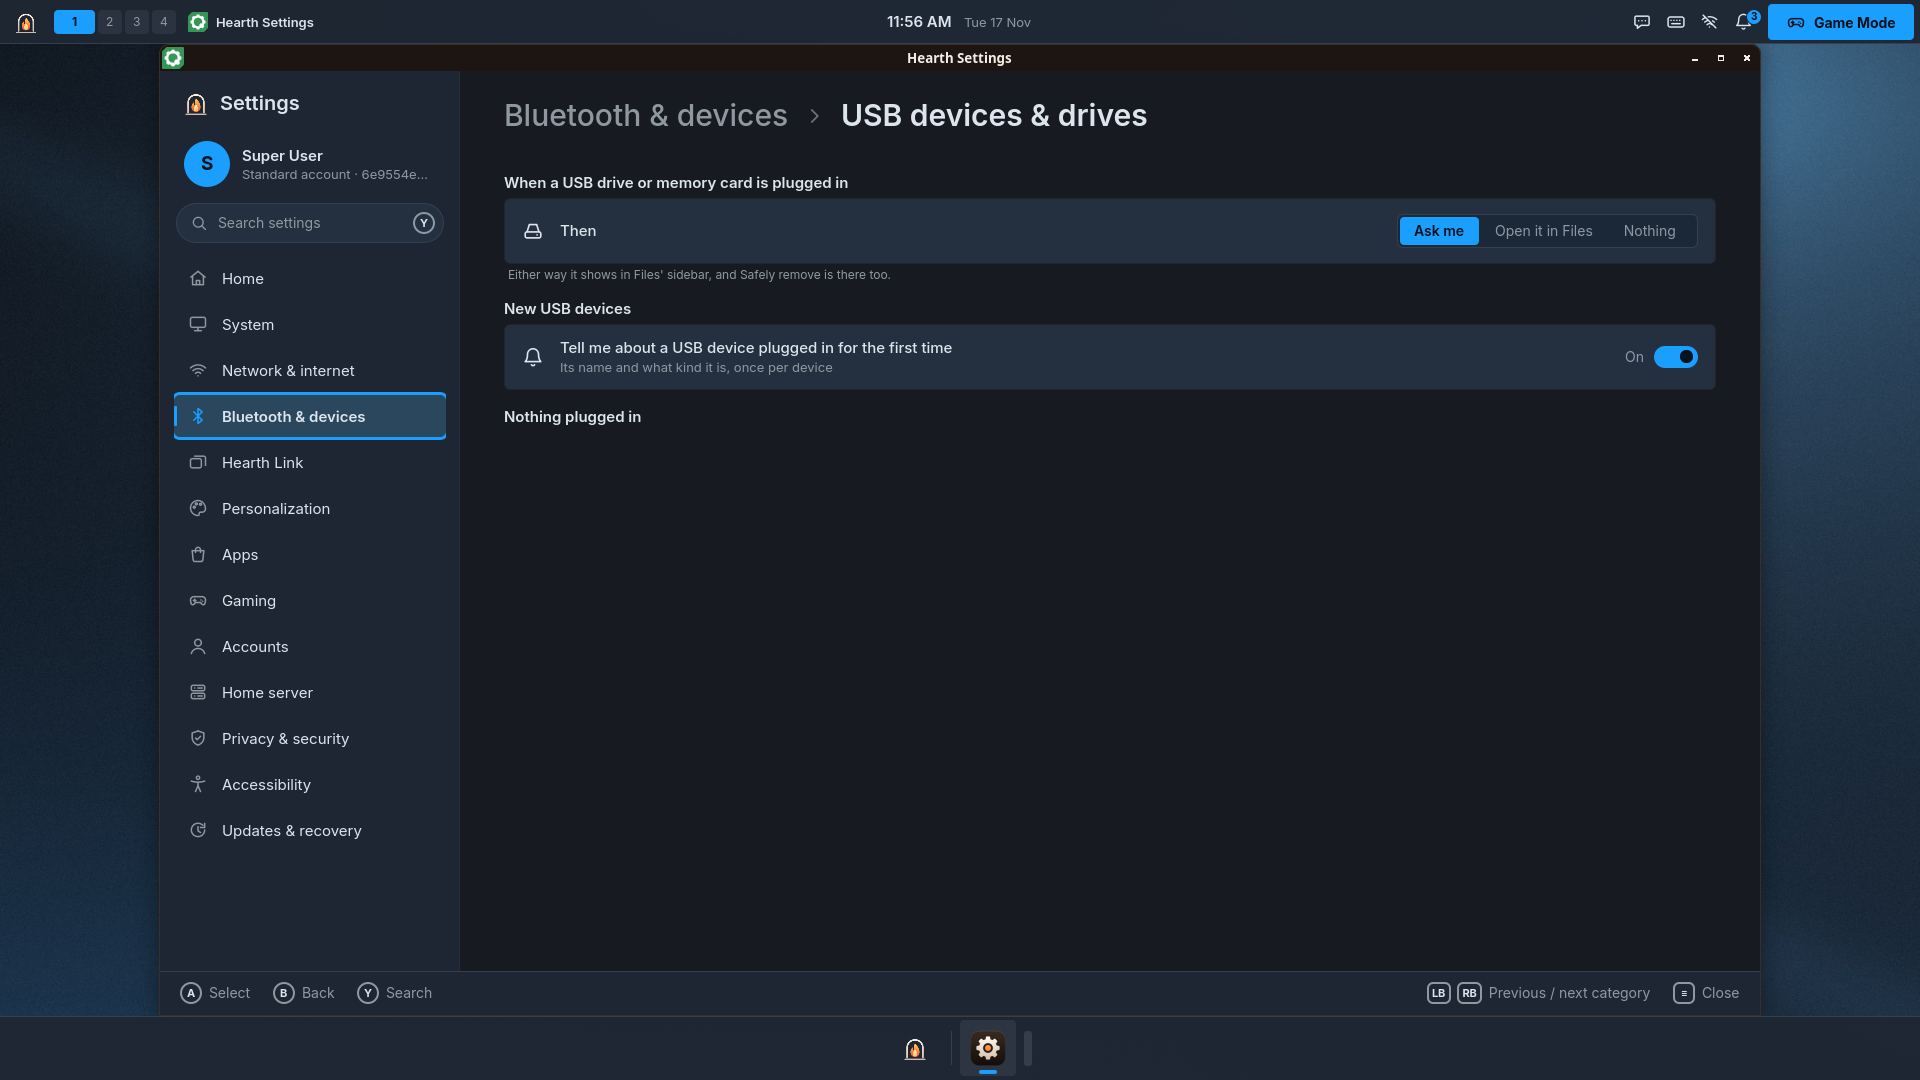 1 2 3 4 Hearth Settings 11:56 AM Tue 17 Nov 3 Game Mode
Hearth Settings
Settings
S
Super User
Standard account · 6e9554e...
Search settings Y
Home
System
Network & internet
Bluetooth & devices
Hearth Link
Personalization
Apps
Gaming
Accounts
Home server
Privacy & security
Accessibility
Updates & recovery
Bluetooth & devices > USB devices & drives
When a USB drive or memory card is plugged in
Then Ask me Open it in Files Nothing
Either way it shows in Files' sidebar, and Safely remove is there too.
New USB devices
Tell me about a USB device plugged in for the first time
Its name and what kind it is, once per device
On
Nothing plugged in
A Select B Back Y Search LB RB Previous / next category ≡ Close